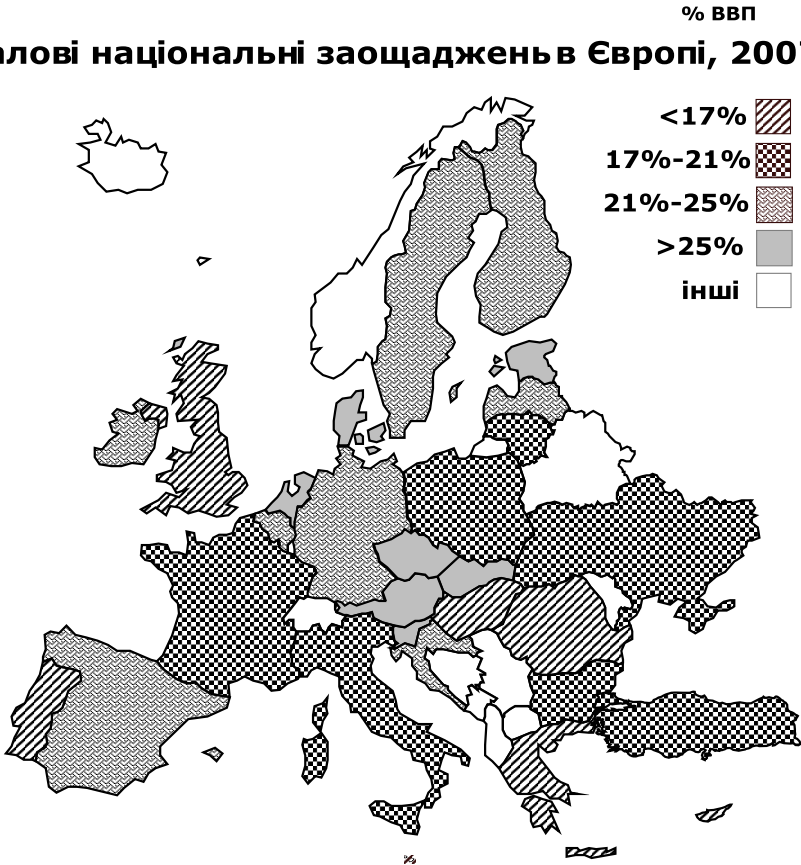 % ВВП
алові національні заощаджень в Європі, 200
<17%
17%-21%
21%-25%
>25%
інші